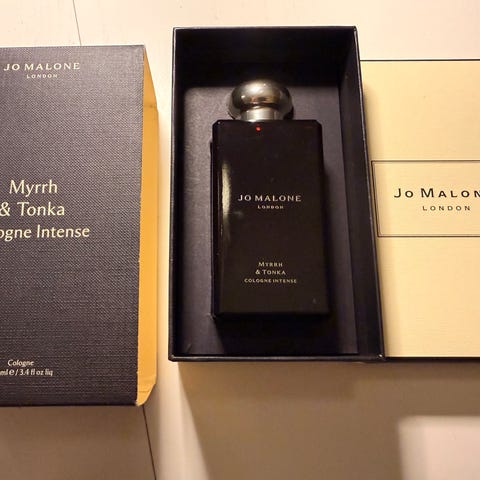 JO MALONE
LONDON
Myrrh
& Tonka
ogne Intense
Cologne
ml e / 3.4 fl oz liq
JO MALONE
LONDON
MYRRH
& TONKA
COLOGNE INTENSE
JO MALON
LONDON